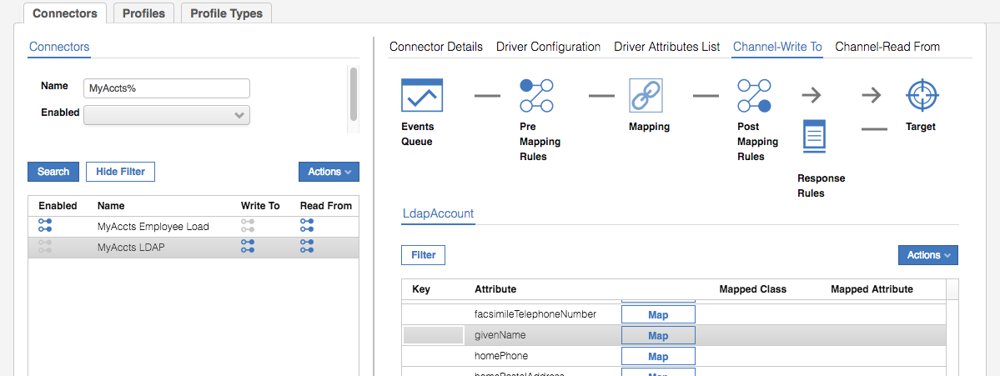 Connectors
Profiles
Profile Types
Connectors
Name
MyAccts%
Enabled
Search
Hide Filter
Actions
Enabled Name Write To Read From
MyAccts Employee Load
MyAccts LDAP
Connector Details Driver Configuration Driver Attributes List Channel-Write To Channel-Read From
Events
Queue
Pre
Mapping
Rules
Mapping
Post
Mapping
Rules
Response
Rules
Target
LdapAccount
Filter
Actions
Key Attribute Mapped Class Mapped Attribute
facsimileTelephoneNumber Map
givenName Map
homePhone Map
homePostalAddress Map